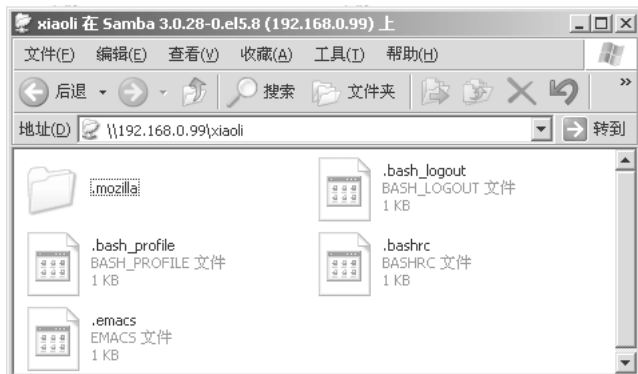 xiaoli 在 Samba 3.0.28-0.el5.8 (192.168.0.99) 上
文件(F) 编辑(E) 查看(V) 收藏(A) 工具(T) 帮助(H)
后退 搜索 文件夹 »
地址(D) \\192.168.0.99\xiaoli 转到
.mozilla
.bash_logout
BASH_LOGOUT 文件
1 KB
.bash_profile
BASH_PROFILE 文件
1 KB
.bashrc
BASHRC 文件
1 KB
.emacs
EMACS 文件
1 KB